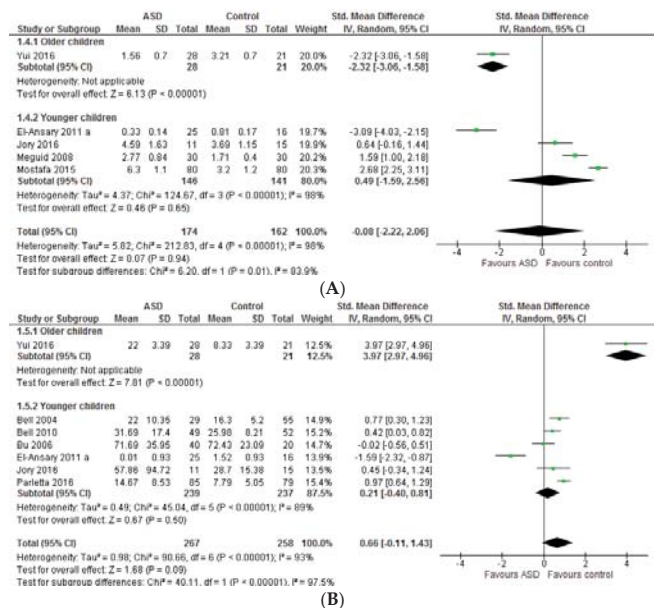 ASD Control Std. Mean Difference Std. Mean Difference
Study or Subgroup Mean SD Total Mean SD Total Weight IV, Random, 95% CI IV, Random, 95% CI
1.4.1 Older children
Yui 2016 1.56 0.7 28 3.21 0.7 21 20.0% -2.32 [-3.06, -1.58]
Subtotal (95% CI) 28 21 20.0% -2.32 [-3.06, -1.58]
Heterogeneity: Not applicable
Test for overall effect: Z = 6.13 (P < 0.00001)
1.4.2 Younger children
El-Ansary 2011 a 0.33 0.14 25 0.81 0.17 16 19.7% -3.09 [-4.03, -2.15]
Jory 2016 4.59 1.63 11 3.69 1.15 15 19.9% 0.64 [-0.16, 1.44]
Meguid 2008 2.77 0.84 30 1.71 0.4 30 20.1% 1.59 [1.00, 2.18]
Mostafa 2015 6.3 1.1 80 3.2 1.2 80 20.2% 2.68 [2.25, 3.11]
Subtotal (95% CI) 146 141 80.0% 0.49 [-1.59, 2.56]
Heterogeneity: Tau² = 4.37; Chi² = 124.67, df = 3 (P < 0.00001); I² = 98%
Test for overall effect: Z = 0.46 (P = 0.65)
Total (95% CI) 174 162 100.0% -0.08 [-2.22, 2.06]
Heterogeneity: Tau² = 5.82; Chi² = 212.83, df = 4 (P < 0.00001); I² = 98%
Test for overall effect: Z = 0.07 (P = 0.94)
Test for subgroup differences: Chi² = 6.20, df = 1 (P = 0.01), I² = 83.9%
-4 -2 0 2 4
Favours ASD Favours control
(A)
ASD Control Std. Mean Difference Std. Mean Difference
Study or Subgroup Mean SD Total Mean SD Total Weight IV, Random, 95% CI IV, Random, 95% CI
1.5.1 Older children
Yui 2016 22 3.39 28 8.33 3.39 21 12.5% 3.97 [2.97, 4.96]
Subtotal (95% CI) 28 21 12.5% 3.97 [2.97, 4.96]
Heterogeneity: Not applicable
Test for overall effect: Z = 7.81 (P < 0.00001)
1.5.2 Younger children
Bell 2004 22 10.35 29 16.3 5.2 55 14.9% 0.77 [0.30, 1.23]
Bell 2010 31.69 17.4 49 25.98 8.21 52 15.1% 0.42 [0.03, 0.82]
Bu 2006 71.69 35.95 40 72.43 23.09 20 14.6% -0.02 [-0.56, 0.51]
El-Ansary 2011 a 0.01 0.93 25 1.52 0.93 16 13.9% -1.59 [-2.32, -0.87]
Jory 2016 57.86 94.72 11 28.7 15.38 15 13.6% 0.45 [-0.34, 1.24]
Parletta 2016 14.67 8.53 85 7.79 5.05 79 15.3% 0.97 [0.64, 1.29]
Subtotal (95% CI) 239 237 87.5% 0.21 [-0.40, 0.81]
Heterogeneity: Tau² = 0.49; Chi² = 45.04, df = 5 (P < 0.00001); I² = 89%
Test for overall effect: Z = 0.67 (P = 0.50)
Total (95% CI) 267 258 100.0% 0.66 [-0.11, 1.43]
Heterogeneity: Tau² = 0.98; Chi² = 90.66, df = 6 (P < 0.00001); I² = 93%
Test for overall effect: Z = 1.68 (P = 0.09)
Test for subgroup differences: Chi² = 40.11, df = 1 (P < 0.00001), I² = 97.5%
-4 -2 0 2 4
Favours ASD Favours control
(B)